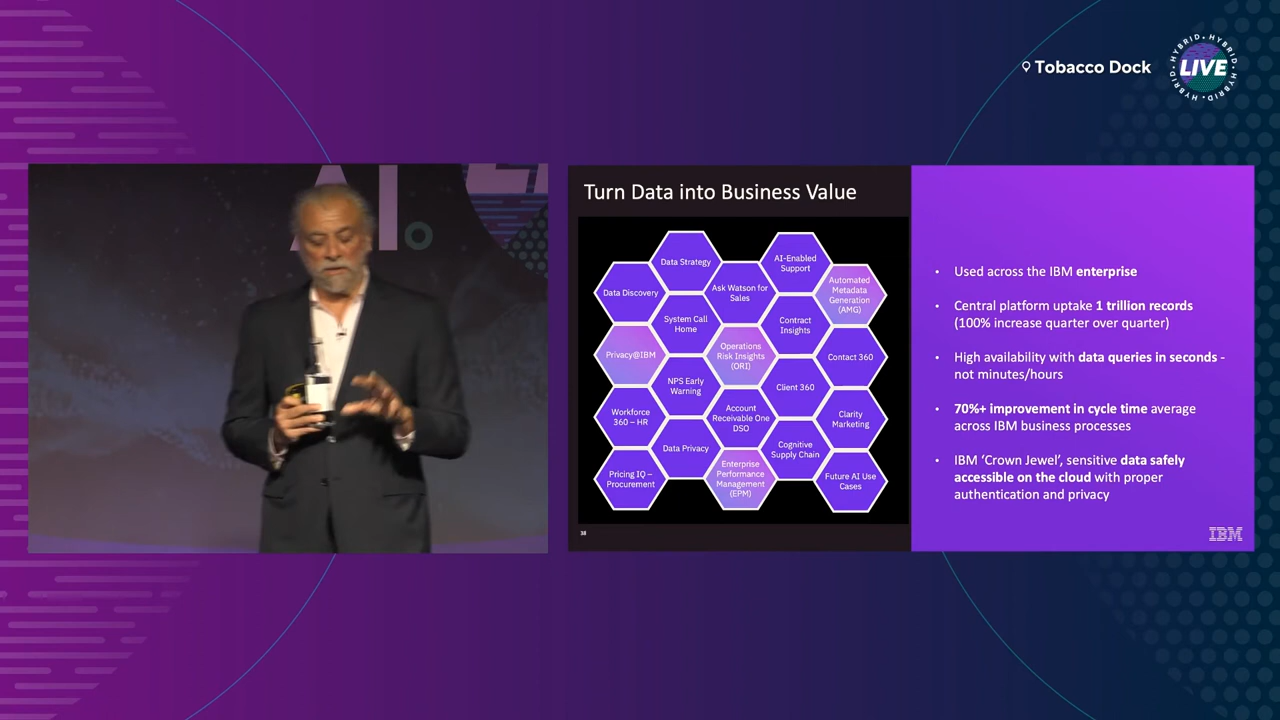 Tobacco Dock
HYBRID • HYBRID • HYBRID • HYBRID •
LIVE
AI.
Turn Data into Business Value
Data Strategy
AI-Enabled
Support
Data Discovery
Ask Watson for
Sales
Automated
Metadata
Generation
(AMG)
System Call
Home
Contract
Insights
Privacy@IBM
Operations
Risk Insights
(ORI)
Contact 360
NPS Early
Warning
Client 360
Workforce
360 – HR
Account
Receivable One
DSO
Clarity
Marketing
Data Privacy
Cognitive
Supply Chain
Pricing IQ –
Procurement
Enterprise
Performance
Management
(EPM)
Future AI Use
Cases
38
• Used across the IBM enterprise
• Central platform uptake 1 trillion records
(100% increase quarter over quarter)
• High availability with data queries in seconds -
not minutes/hours
• 70%+ improvement in cycle time average
across IBM business processes
• IBM ‘Crown Jewel’, sensitive data safely
accessible on the cloud with proper
authentication and privacy
IBM